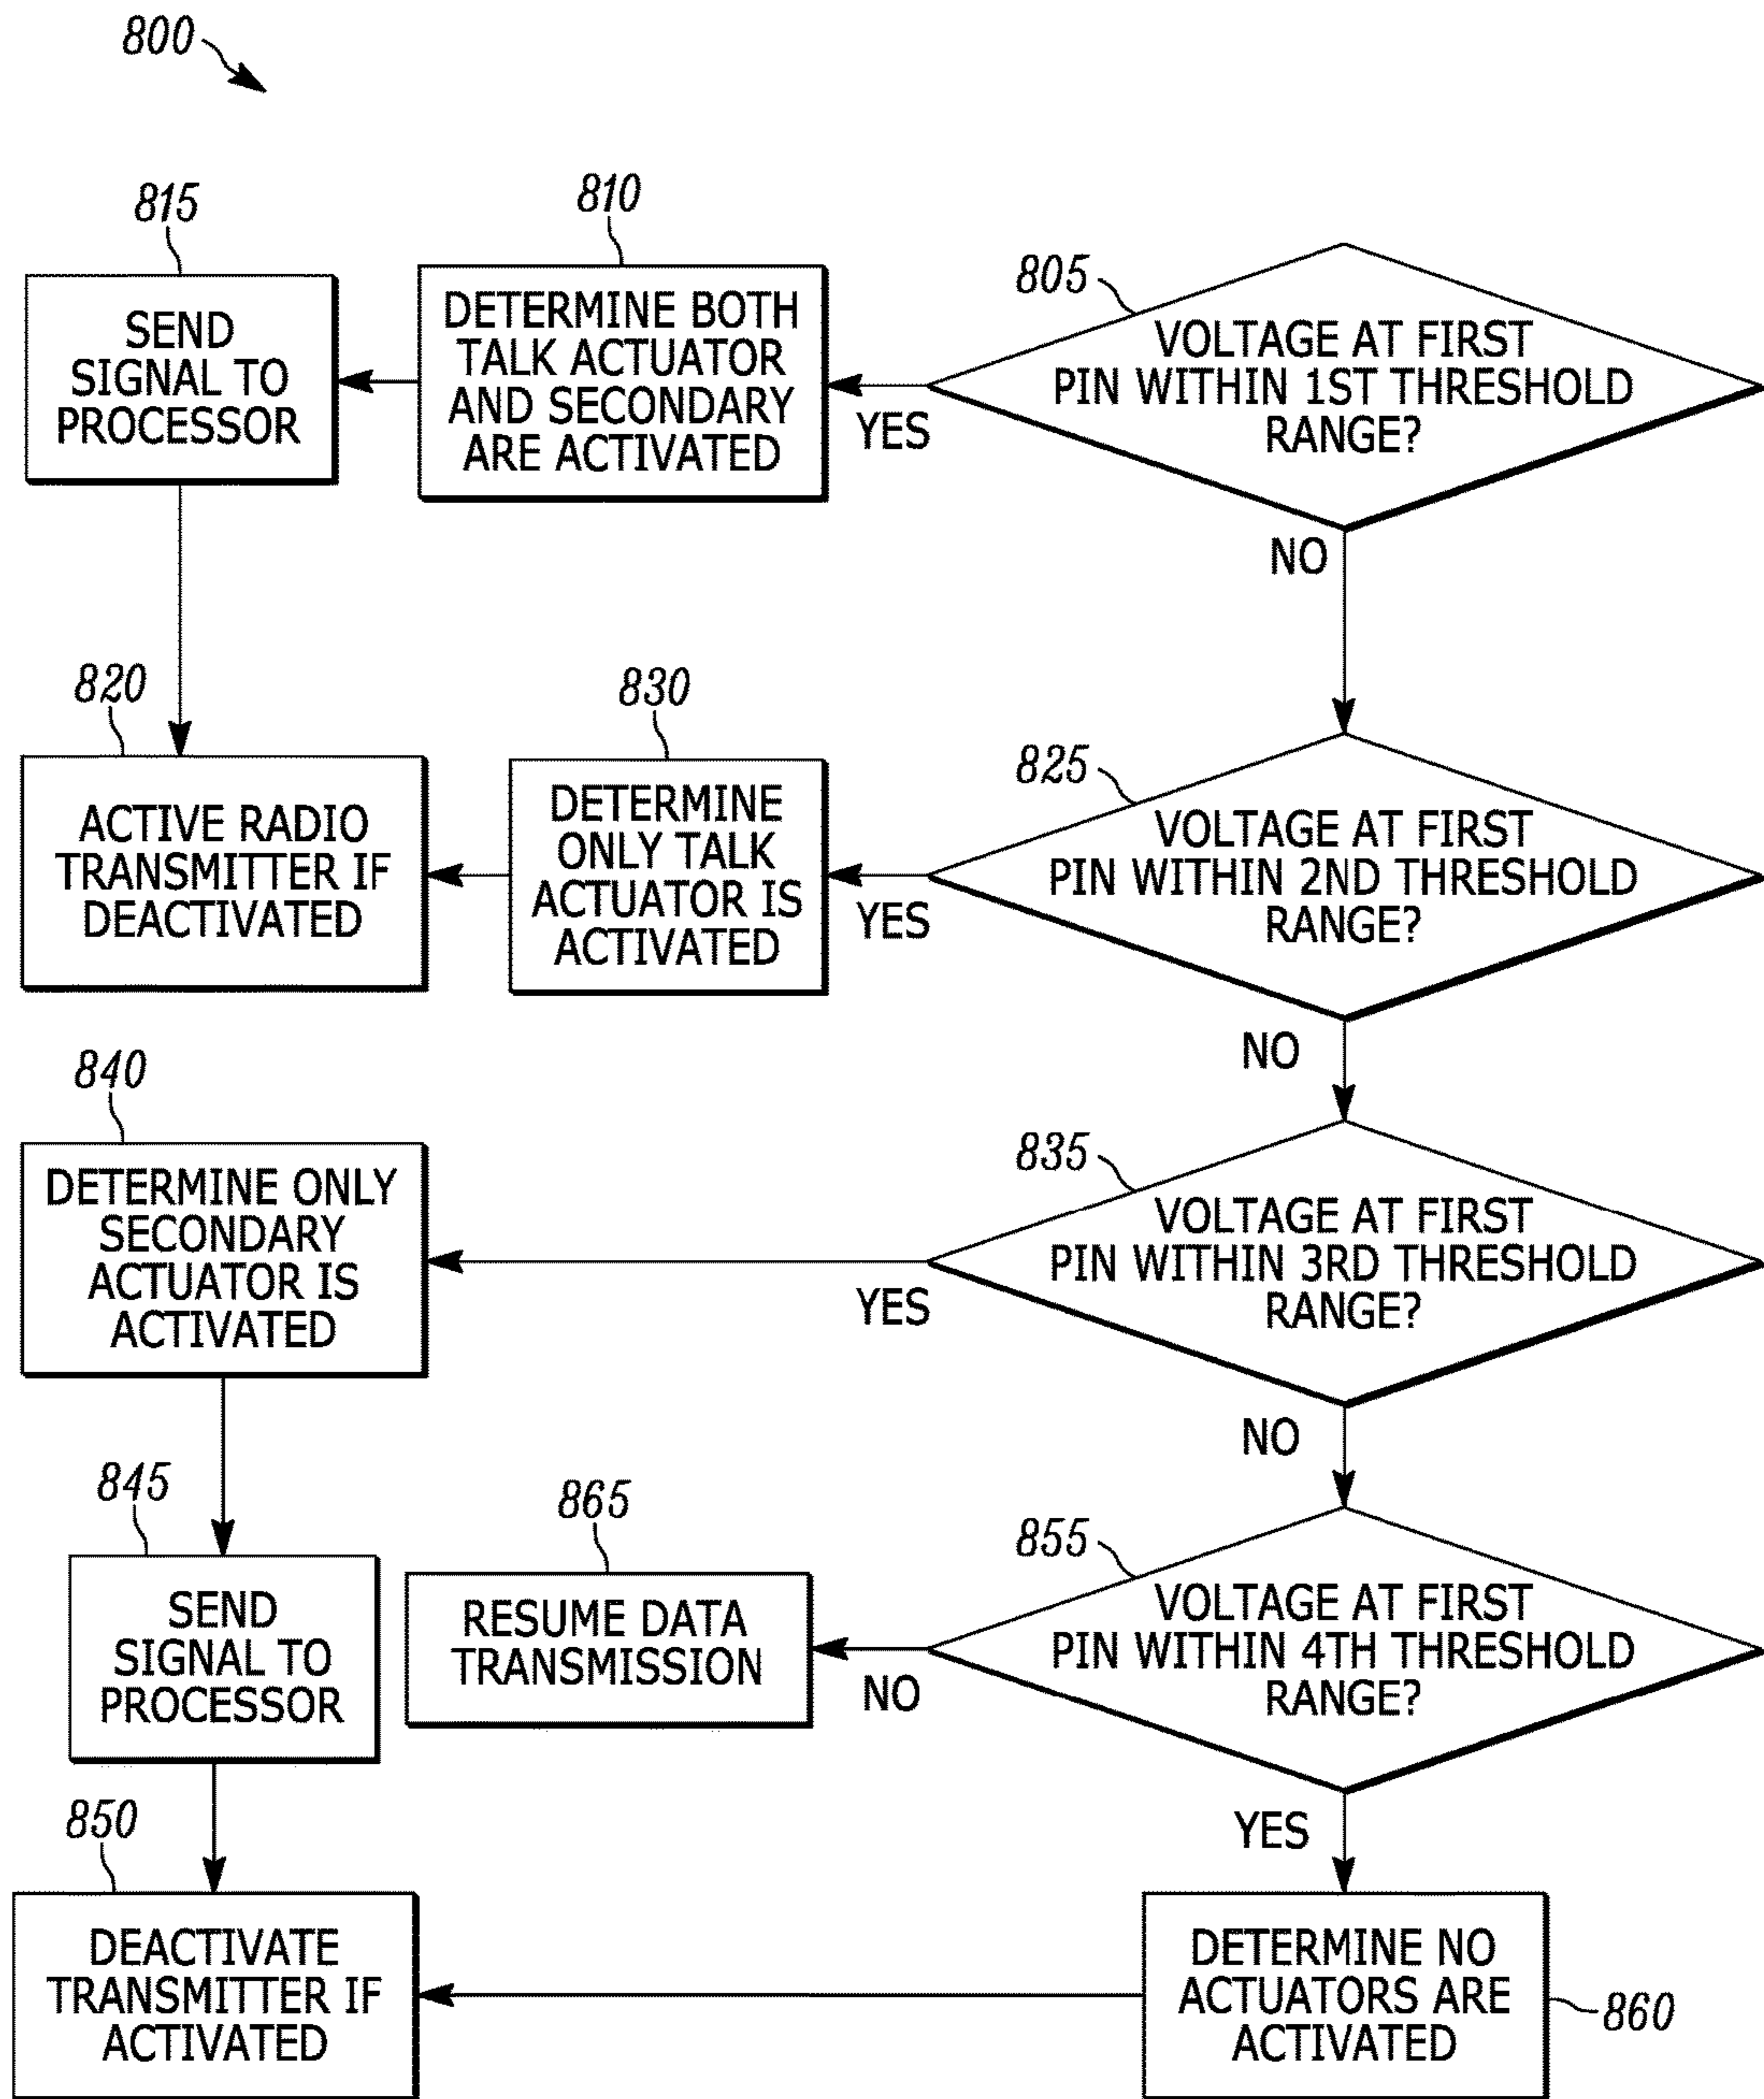 800
815
SEND
SIGNAL TO
PROCESSOR
810
DETERMINE BOTH
TALK ACTUATOR
AND SECONDARY
ARE ACTIVATED
YES
805
VOLTAGE AT FIRST
PIN WITHIN 1ST THRESHOLD
RANGE?
NO
820
ACTIVE RADIO
TRANSMITTER IF
DEACTIVATED
830
DETERMINE
ONLY TALK
ACTUATOR IS
ACTIVATED
YES
825
VOLTAGE AT FIRST
PIN WITHIN 2ND THRESHOLD
RANGE?
NO
840
DETERMINE ONLY
SECONDARY
ACTUATOR IS
ACTIVATED
YES
835
VOLTAGE AT FIRST
PIN WITHIN 3RD THRESHOLD
RANGE?
NO
845
SEND
SIGNAL TO
PROCESSOR
865
RESUME DATA
TRANSMISSION
NO
855
VOLTAGE AT FIRST
PIN WITHIN 4TH THRESHOLD
RANGE?
YES
850
DEACTIVATE
TRANSMITTER IF
ACTIVATED
DETERMINE NO
ACTUATORS ARE
ACTIVATED
860